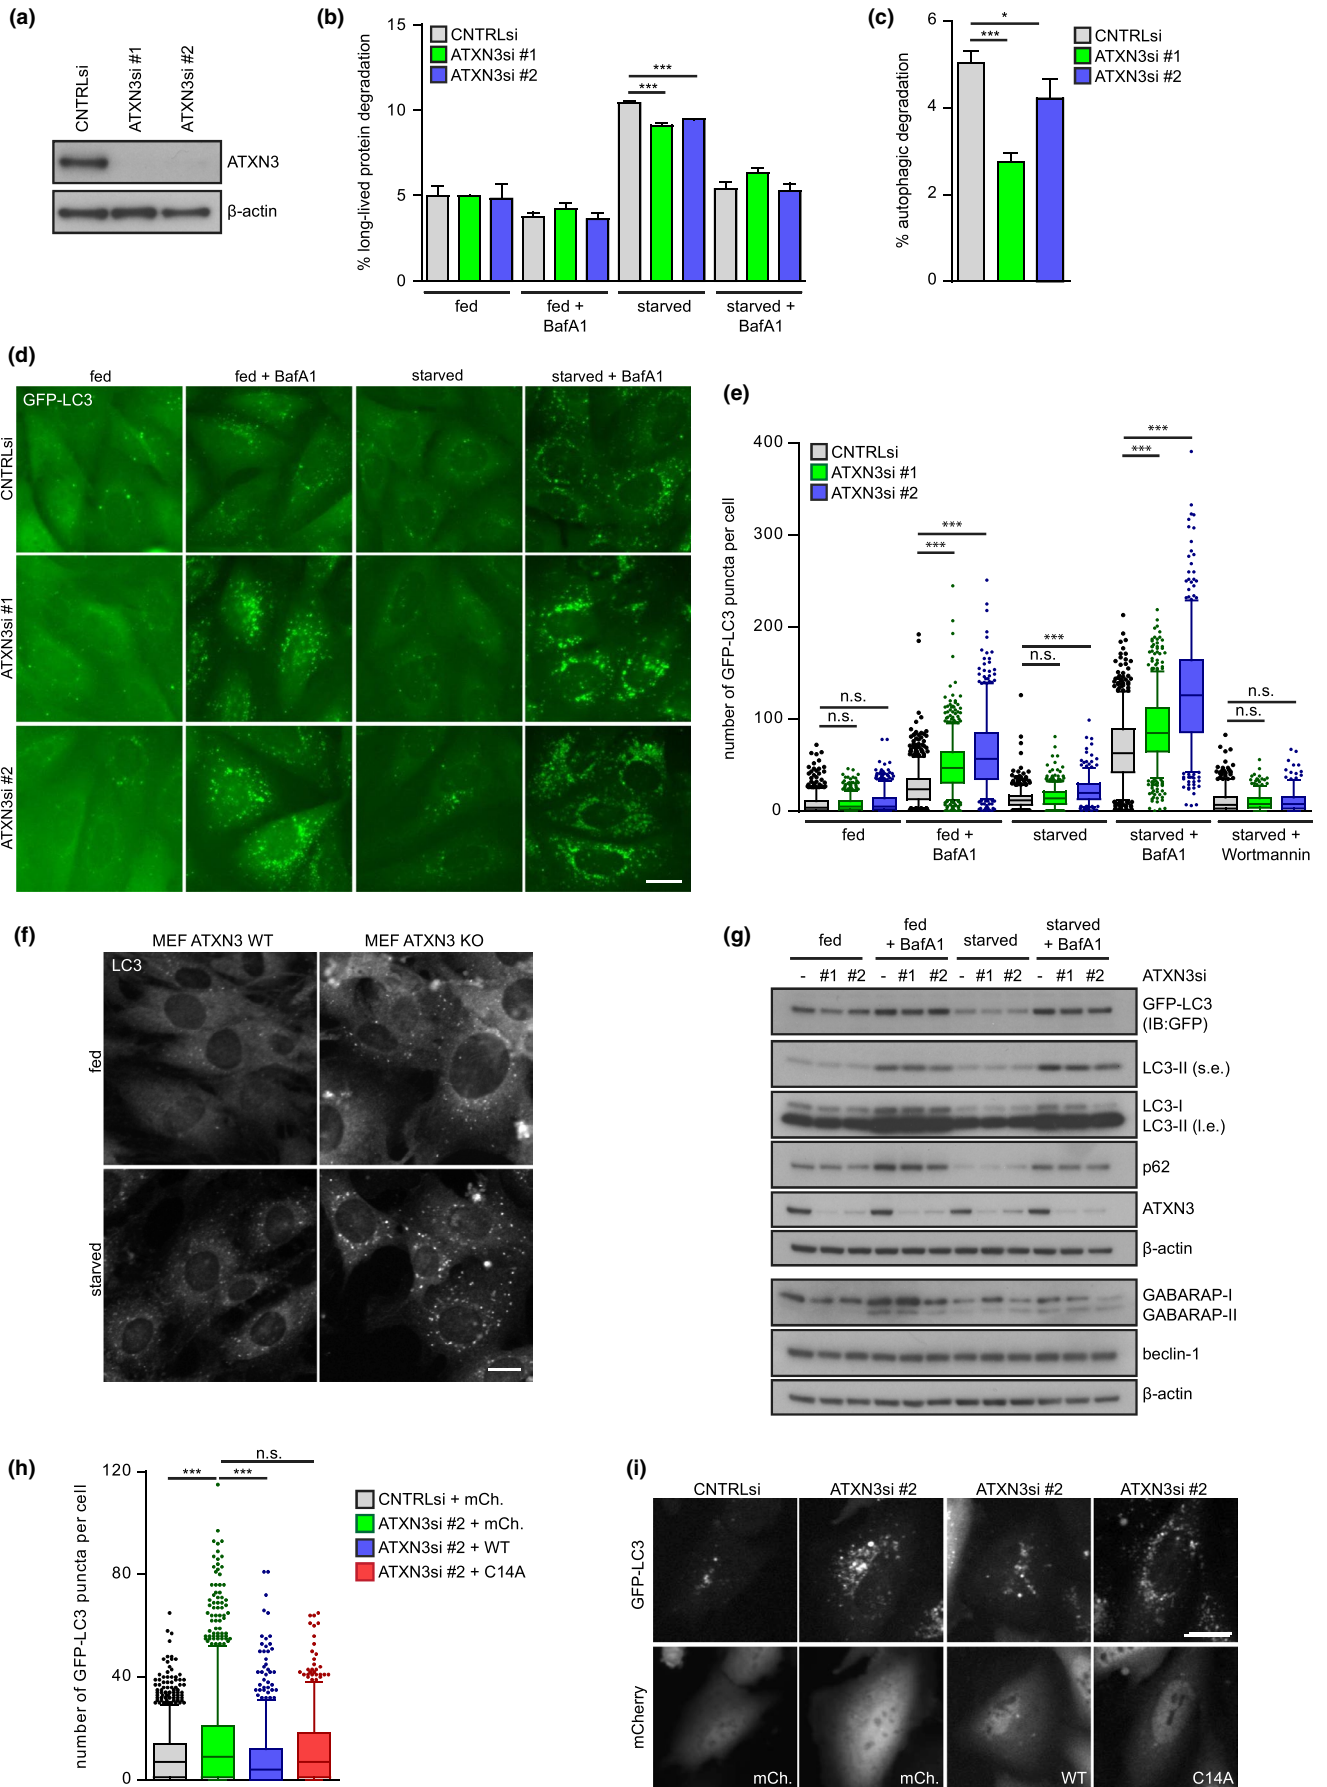 (a)
CNTRLsi
ATXN3si #1
ATXN3si #2
ATXN3
β-actin
(b)
% long-lived protein degradation
15
10
5
0
CNTRLsi
ATXN3si #1
ATXN3si #2
***
***
fed
fed +
BafA1
starved
starved +
BafA1
(c)
% autophagic degradation
6
4
2
0
*
***
CNTRLsi
ATXN3si #1
ATXN3si #2
(d)
fed
fed + BafA1
starved
starved + BafA1
GFP-LC3
CNTRLsi
ATXN3si #1
ATXN3si #2
(e)
number of GFP-LC3 puncta per cell
400
300
200
100
0
CNTRLsi
ATXN3si #1
ATXN3si #2
n.s.
n.s.
***
***
***
n.s.
***
***
n.s.
n.s.
fed
fed +
BafA1
starved
starved +
BafA1
starved +
Wortmannin
(f)
MEF ATXN3 WT
MEF ATXN3 KO
LC3
fed
starved
(g)
fed
fed
+ BafA1
starved
starved
+ BafA1
- #1 #2 - #1 #2 - #1 #2 - #1 #2 ATXN3si
GFP-LC3
(IB:GFP)
LC3-II (s.e.)
LC3-I
LC3-II (l.e.)
p62
ATXN3
β-actin
GABARAP-I
GABARAP-II
beclin-1
β-actin
(h)
number of GFP-LC3 puncta per cell
120
80
40
0
n.s.
***
***
CNTRLsi + mCh.
ATXN3si #2 + mCh.
ATXN3si #2 + WT
ATXN3si #2 + C14A
(i)
CNTRLsi
ATXN3si #2
ATXN3si #2
ATXN3si #2
GFP-LC3
mCherry
mCh.
mCh.
WT
C14A